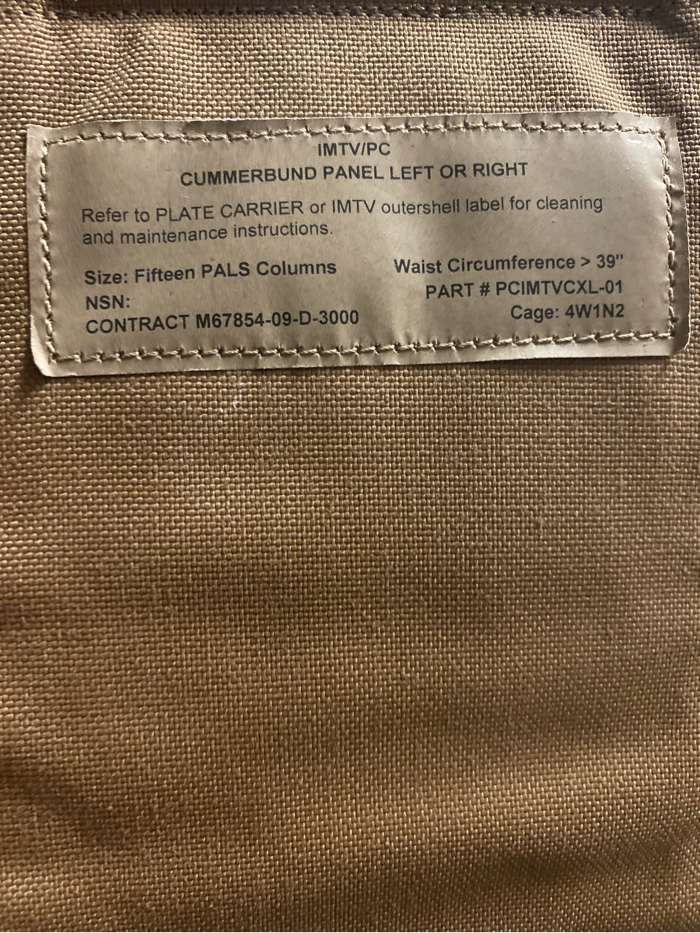 IMTV/PC
CUMMERBUND PANEL LEFT OR RIGHT
Refer to PLATE CARRIER or IMTV outershell label for cleaning
and maintenance instructions.
Size: Fifteen PALS Columns
NSN:
CONTRACT M67854-09-D-3000
Waist Circumference > 39"
PART # PCIMTVCXL-01
Cage: 4W1N2